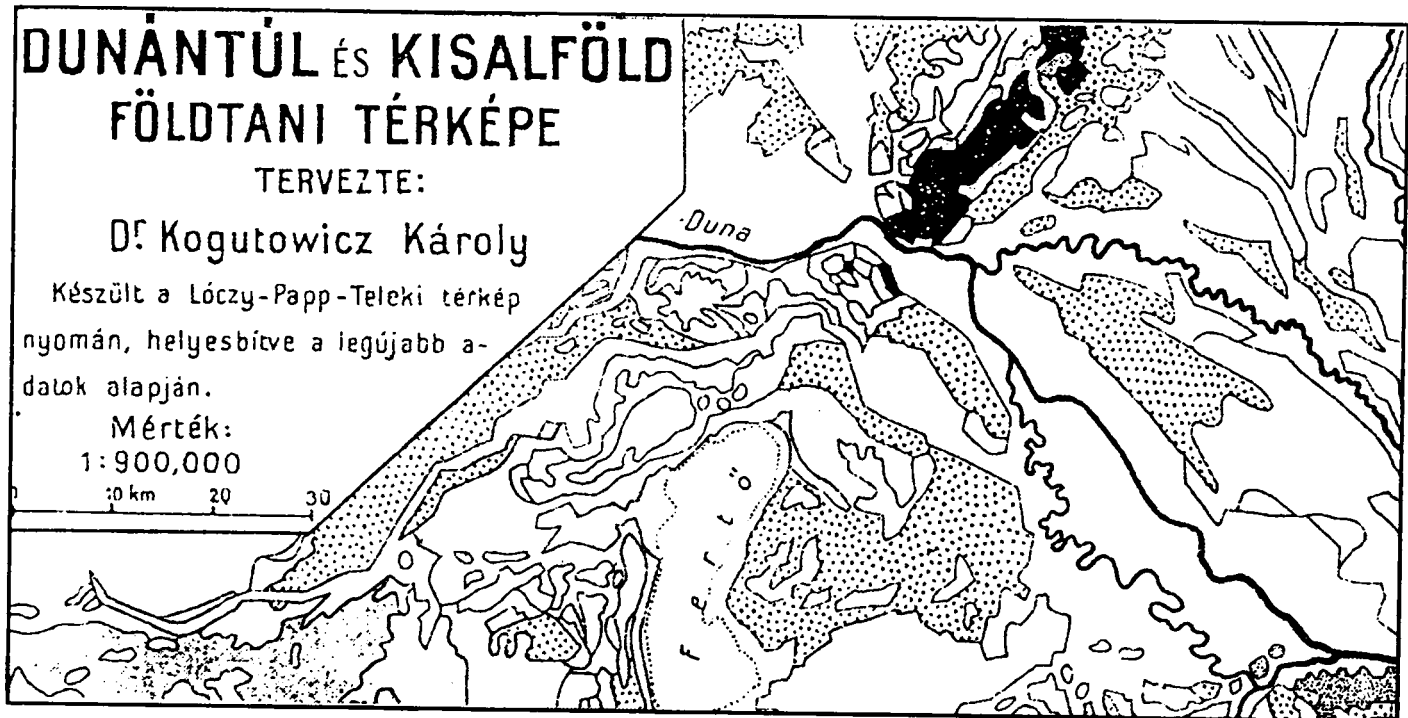 DUNÁNTÚL ÉS KISALFÖLD
FÖLDTANI TÉRKÉPE
TERVEZTE:
Dr. Kogutowicz Károly
Készült a Lóczy-Papp-Teleki térkép
nyomán, helyesbítve a legújabb a-
datok alapján.
Mérték:
1:900,000
0 10 km 20 30
Duna
Fertő